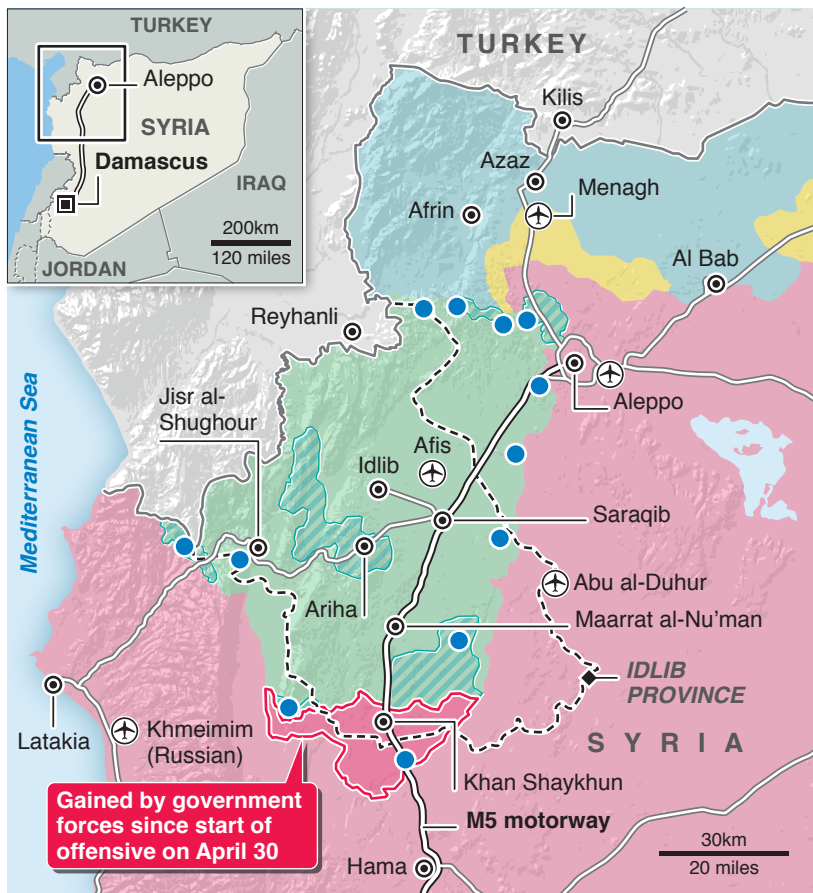 TURKEY
Aleppo
SYRIA
Damascus
IRAQ
200km
120 miles
JORDAN
TURKEY
Kilis
Azaz
Menagh
Afrin
Al Bab
Reyhanli
Aleppo
Mediterranean Sea
Jisr al-
Shughour
Afis
Idlib
Saraqib
Abu al-Duhur
Ariha
Maarrat al-Nu’man
IDLIB
PROVINCE
Latakia
Khmeimim
(Russian)
SYRIA
Khan Shaykhun
Gained by government
forces since start of
offensive on April 30
M5 motorway
30km
20 miles
Hama